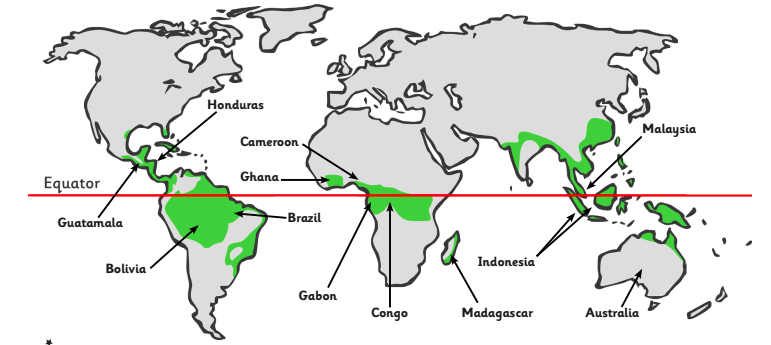 Honduras
Malaysia
Cameroon
Ghana
Equator
Guatamala
Brazil
Bolivia
Indonesia
Gabon
Congo
Madagascar
Australia